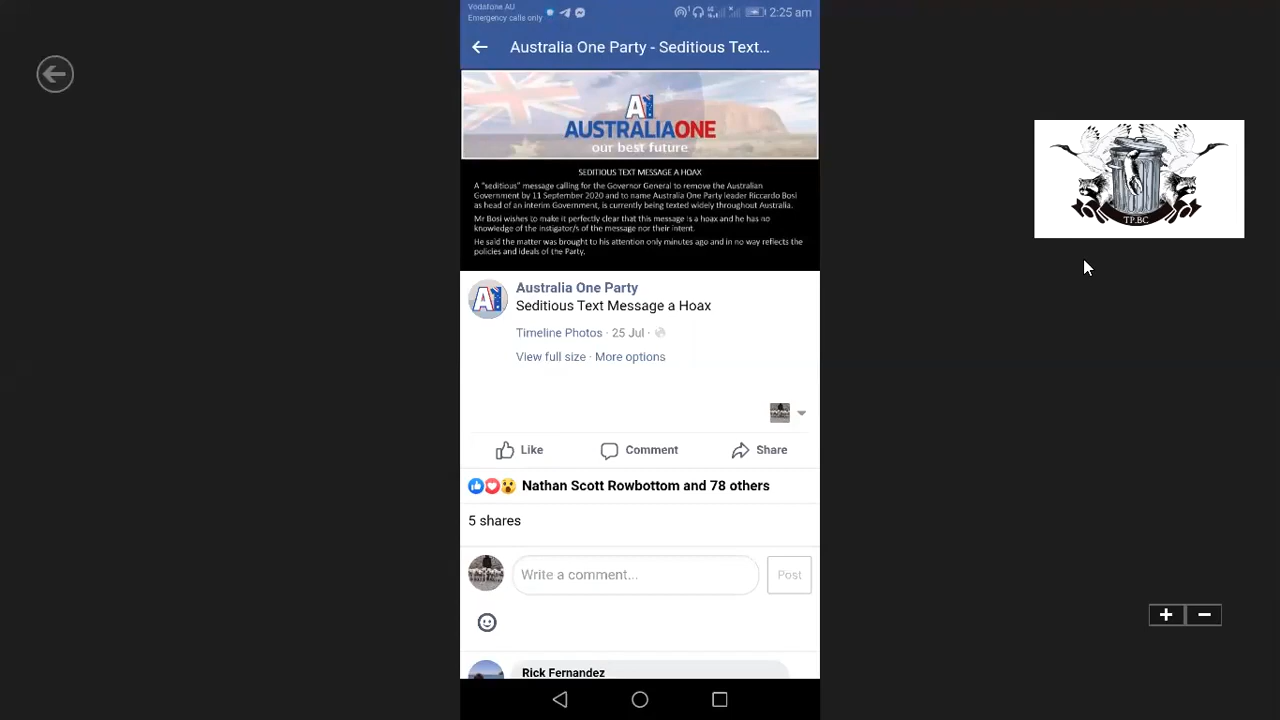 Vodafone AU
Emergency calls only
2:25 am
Australia One Party - Seditious Text...
A1
AUSTRALIAONE
our best future
SEDITIOUS TEXT MESSAGE A HOAX
A "seditious" message calling for the Governor General to remove the Australian
Government by 11 September 2020 and to name Australia One Party leader Riccardo Bosi
as head of an interim Government, is currently being texted widely throughout Australia.
Mr Bosi wishes to make it perfectly clear that this message is a hoax and he has no
knowledge of the instigator/s of the message nor their intent.
He said the matter was brought to his attention only minutes ago and in no way reflects the
policies and ideals of the Party.
A1
Australia One Party
Seditious Text Message a Hoax
Timeline Photos · 25 Jul ·
View full size · More options
Like Comment Share
Nathan Scott Rowbottom and 78 others
5 shares
Write a comment...
Post
Rick Fernandez
TP.BC
+ −